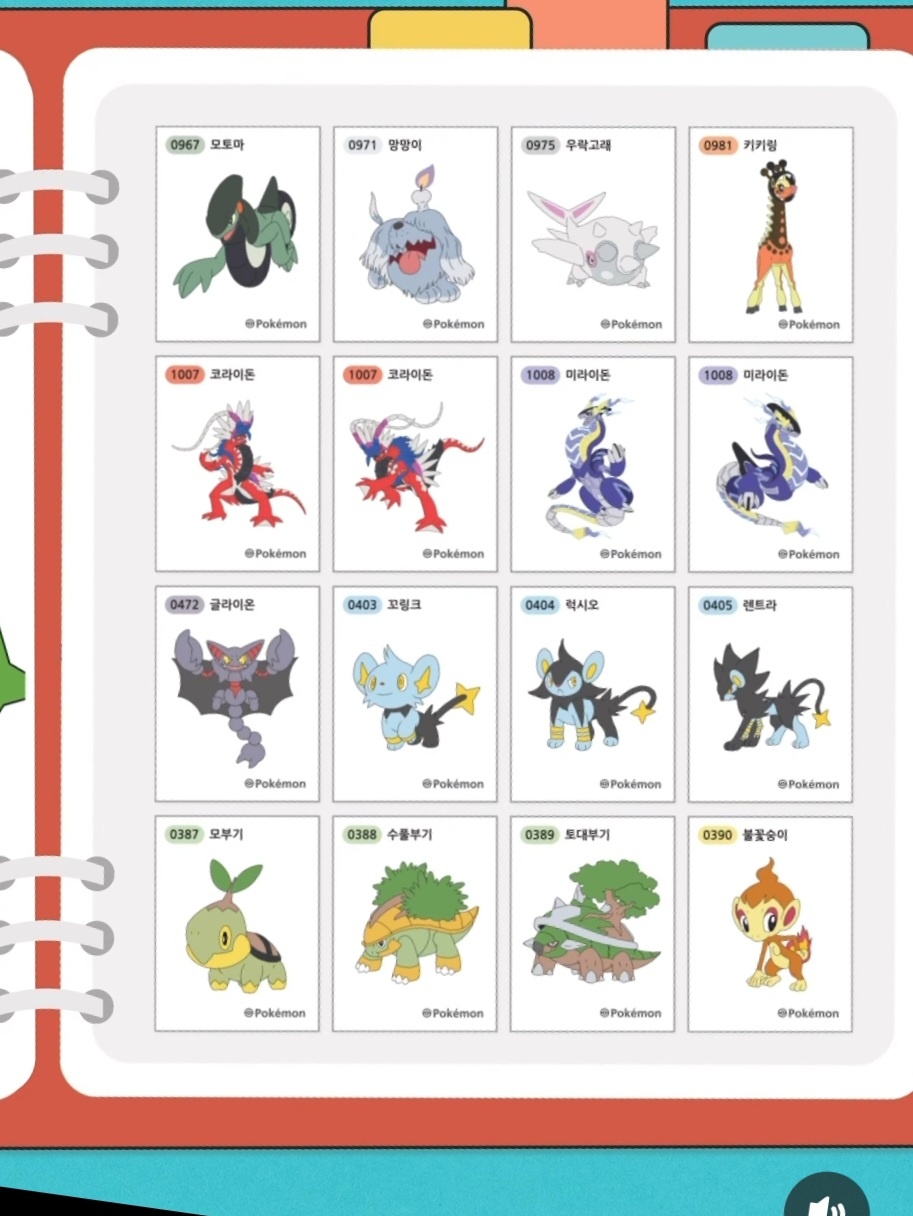 0967 모토마
0971 망망이
0975 우락고래
0981 키키링
Pokémon
Pokémon
Pokémon
Pokémon
1007 코라이돈
1007 코라이돈
1008 미라이돈
1008 미라이돈
Pokémon
Pokémon
Pokémon
Pokémon
0472 글라이온
0403 꼬링크
0404 럭시오
0405 렌트라
Pokémon
Pokémon
Pokémon
Pokémon
0387 모부기
0388 수풀부기
0389 토대부기
0390 불꽃숭이
Pokémon
Pokémon
Pokémon
Pokémon